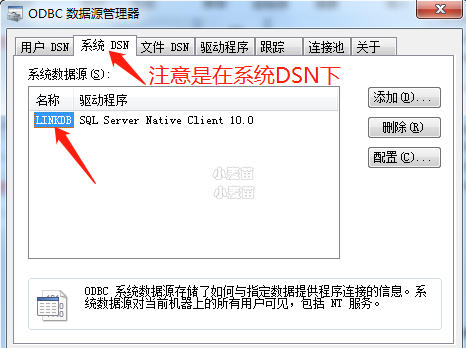 ODBC 数据源管理器
用户 DSN 系统 DSN 文件 DSN 驱动程序 跟踪 连接池 关于
注意是在系统DSN下
系统数据源(S):
名称 驱动程序
LINKDB SQL Server Native Client 10.0
添加(D)...
删除(R)
配置(C)...
小麦苗
小麦苗
ODBC 系统数据源存储了如何与指定数据提供程序连接的信息。系
统数据源对当前机器上的所有用户可见，包括 NT 服务。